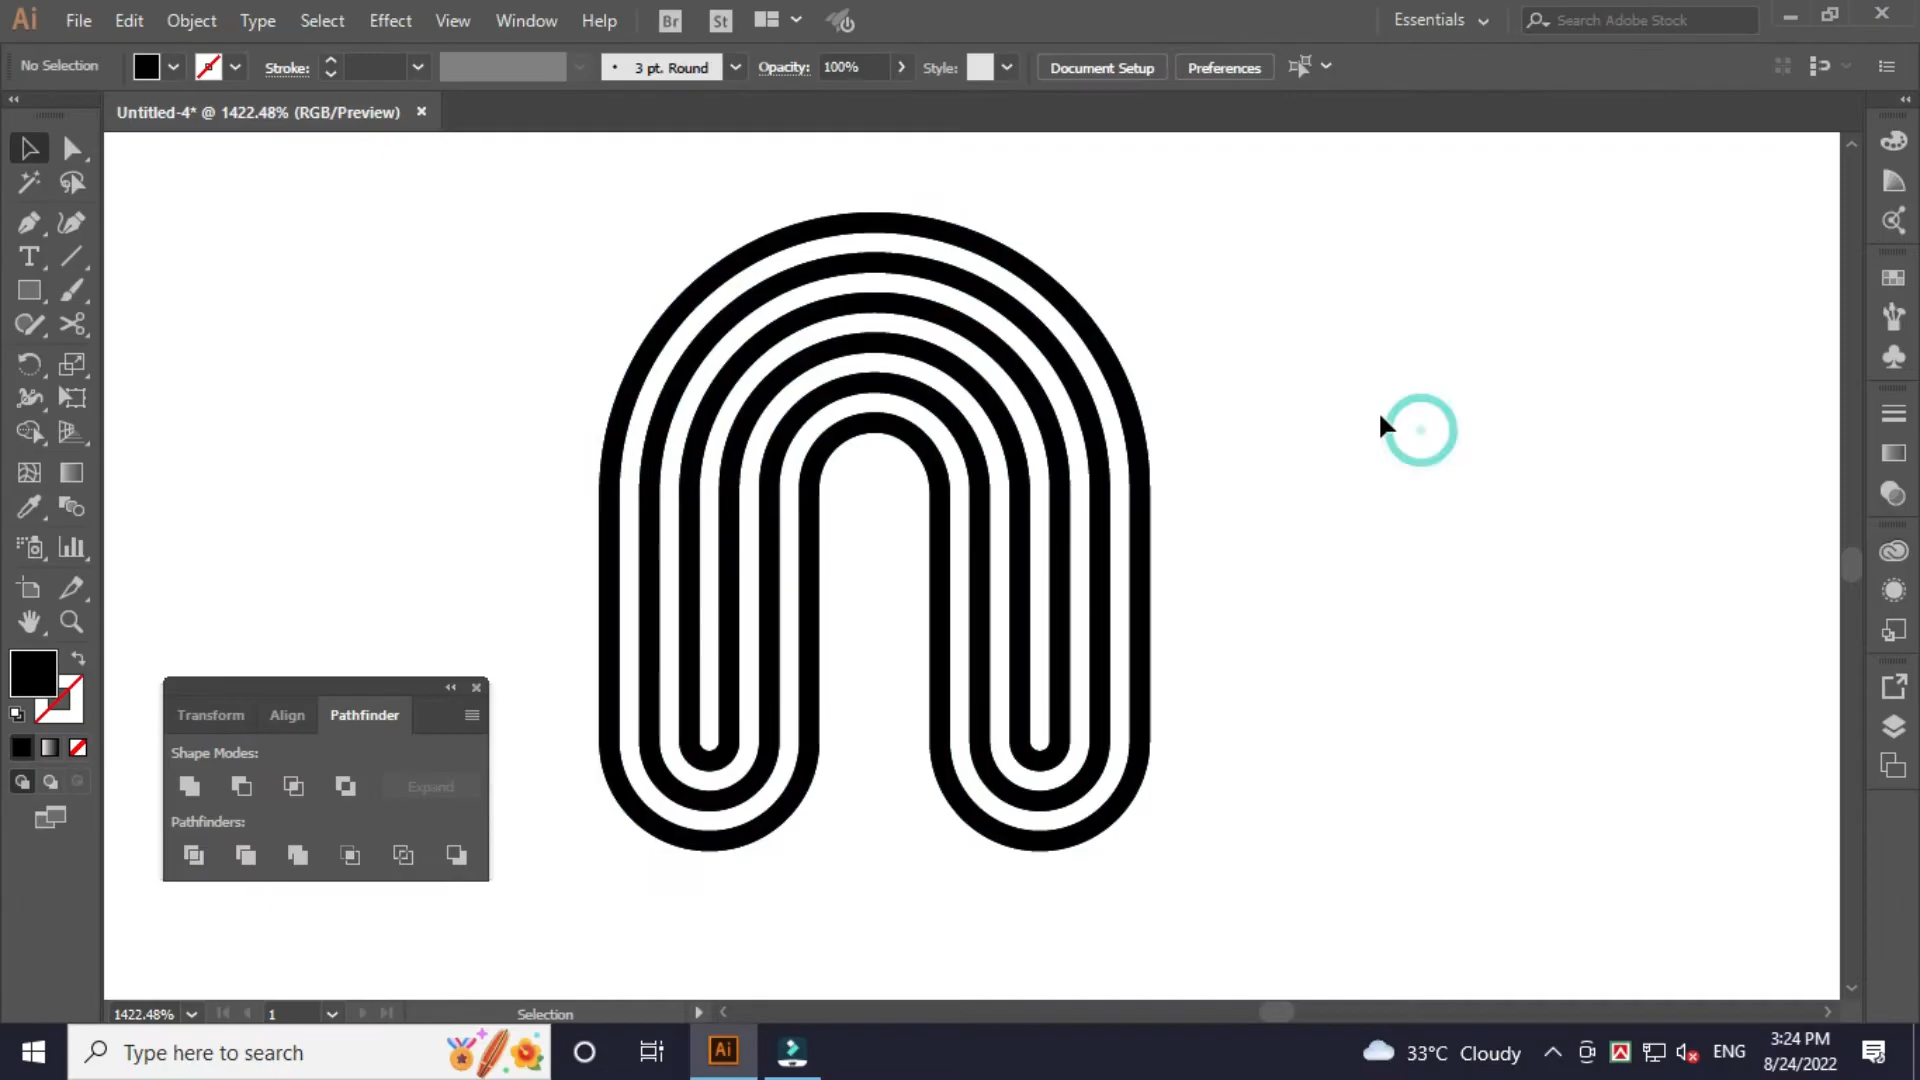 Ai File Edit Object Type Select Effect View Window Help Br St Essentials Search Adobe Stock
No Selection Stroke: 3 pt. Round Opacity: 100% Style: Document Setup Preferences
Untitled-4* @ 1422.48% (RGB/Preview)
T
Transform Align Pathfinder
Shape Modes:
Expand
Pathfinders:
1422.48% 1 Selection
Type here to search Ai 33°C Cloudy ENG 3:24 PM
8/24/2022